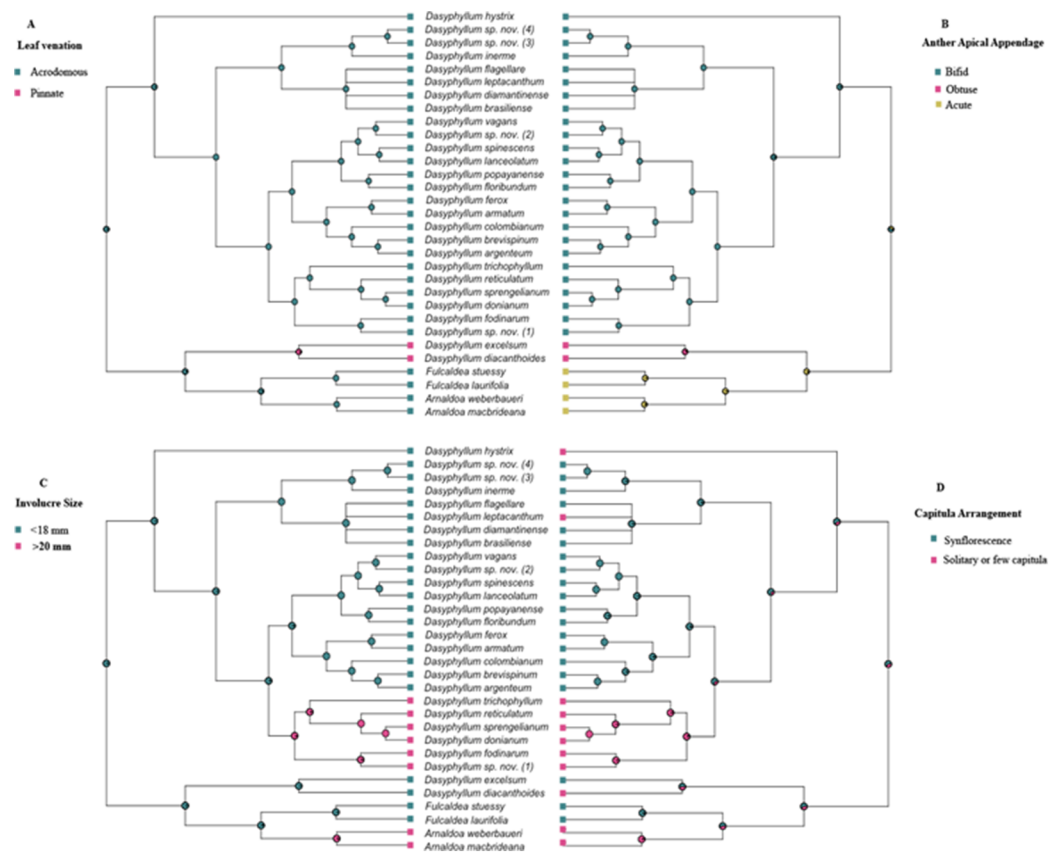 A
Leaf venation
Acrodomous
Pinnate
Dasyphyllum hystrix
Dasyphyllum sp. nov. (4)
Dasyphyllum sp. nov. (3)
Dasyphyllum inerme
Dasyphyllum flagellare
Dasyphyllum leptacanthum
Dasyphyllum diamantinense
Dasyphyllum brasiliense
Dasyphyllum vagans
Dasyphyllum sp. nov. (2)
Dasyphyllum spinescens
Dasyphyllum lanceolatum
Dasyphyllum popayanense
Dasyphyllum floribundum
Dasyphyllum ferox
Dasyphyllum armatum
Dasyphyllum colombianum
Dasyphyllum brevispinum
Dasyphyllum argenteum
Dasyphyllum trichophyllum
Dasyphyllum reticulatum
Dasyphyllum sprengelianum
Dasyphyllum donianum
Dasyphyllum fodinarum
Dasyphyllum sp. nov. (1)
Dasyphyllum excelsum
Dasyphyllum diacanthoides
Fulcaldea stuessy
Fulcaldea laurifolia
Arnaldoa weberbaueri
Arnaldoa macbrideana
B
Anther Apical Appendage
Bifid
Obtuse
Acute
C
Involucre Size
<18 mm
>20 mm
Dasyphyllum hystrix
Dasyphyllum sp. nov. (4)
Dasyphyllum sp. nov. (3)
Dasyphyllum inerme
Dasyphyllum flagellare
Dasyphyllum leptacanthum
Dasyphyllum diamantinense
Dasyphyllum brasiliense
Dasyphyllum vagans
Dasyphyllum sp. nov. (2)
Dasyphyllum spinescens
Dasyphyllum lanceolatum
Dasyphyllum popayanense
Dasyphyllum floribundum
Dasyphyllum ferox
Dasyphyllum armatum
Dasyphyllum colombianum
Dasyphyllum brevispinum
Dasyphyllum argenteum
Dasyphyllum trichophyllum
Dasyphyllum reticulatum
Dasyphyllum sprengelianum
Dasyphyllum donianum
Dasyphyllum fodinarum
Dasyphyllum sp. nov. (1)
Dasyphyllum excelsum
Dasyphyllum diacanthoides
Fulcaldea stuessy
Fulcaldea laurifolia
Arnaldoa weberbaueri
Arnaldoa macbrideana
D
Capitula Arrangement
Synflorescence
Solitary or few capitula